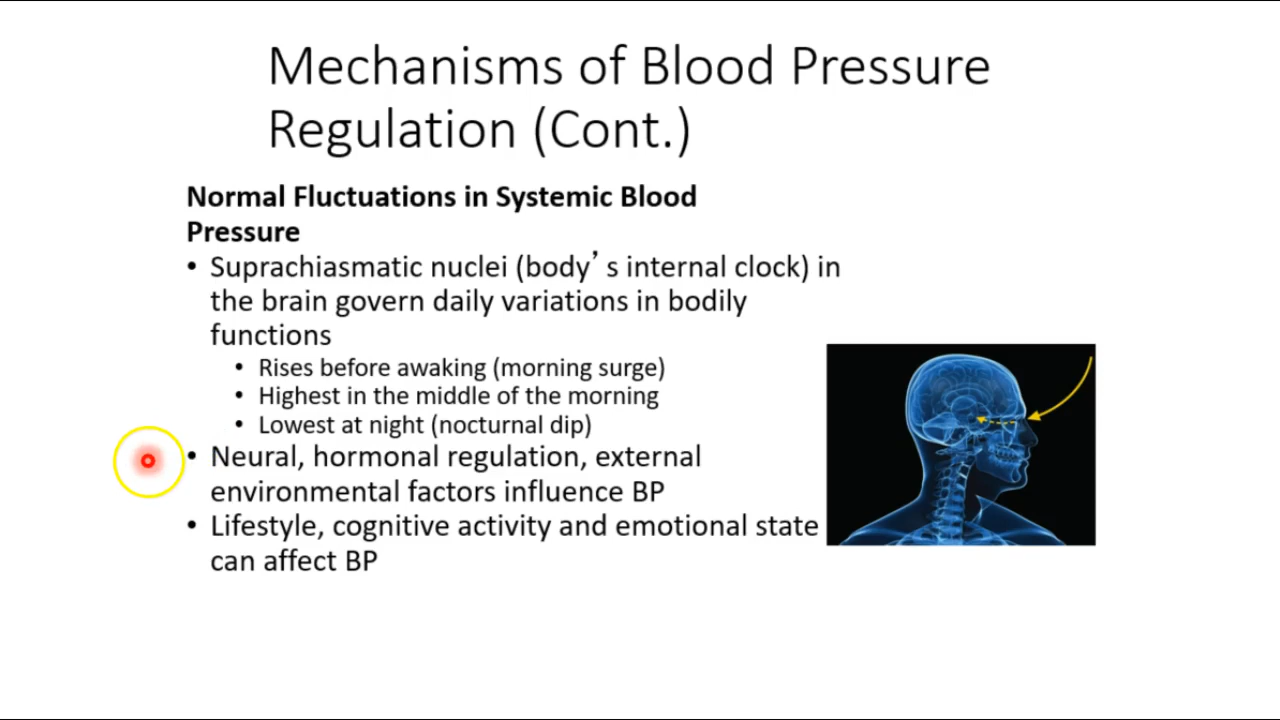 Mechanisms of Blood Pressure
Regulation (Cont.)
Normal Fluctuations in Systemic Blood
Pressure
• Suprachiasmatic nuclei (body’s internal clock) in
the brain govern daily variations in bodily
functions
• Rises before awaking (morning surge)
• Highest in the middle of the morning
• Lowest at night (nocturnal dip)
• Neural, hormonal regulation, external
environmental factors influence BP
• Lifestyle, cognitive activity and emotional state
can affect BP